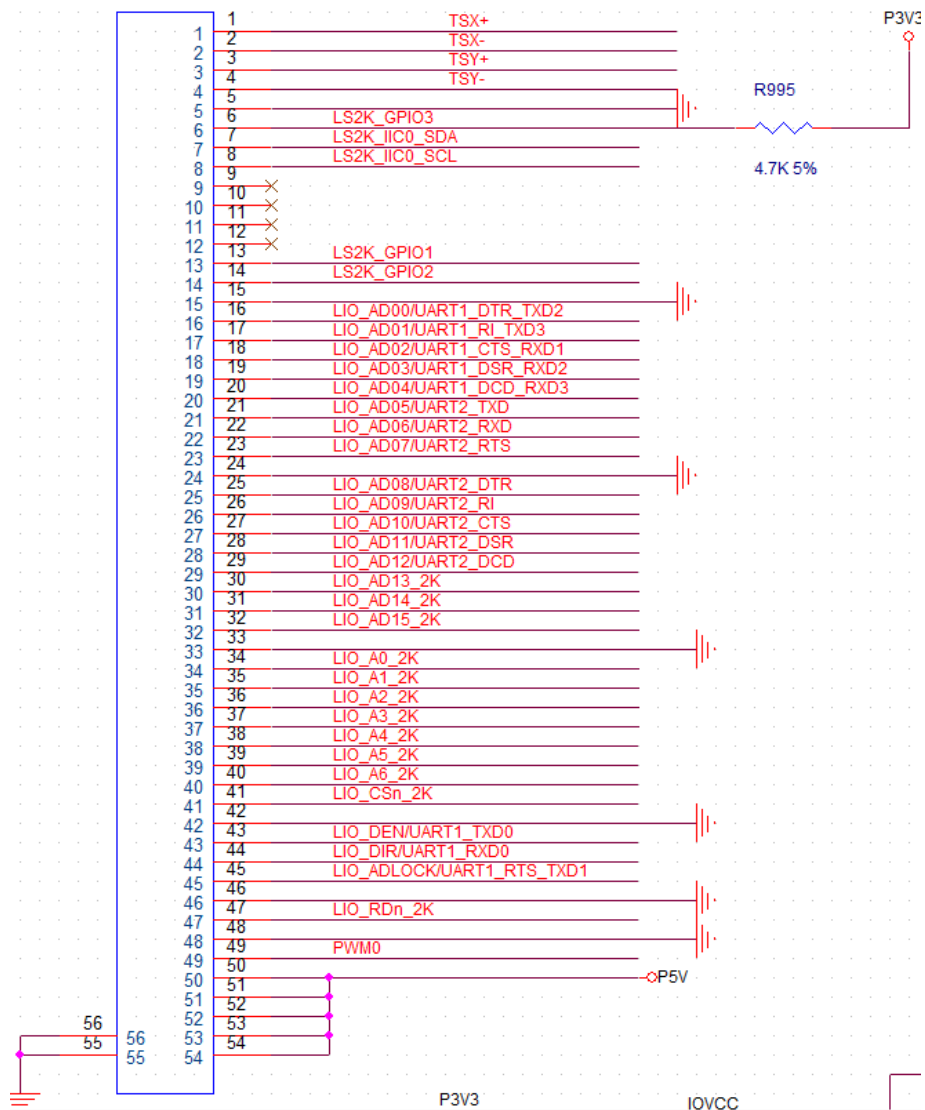 1 TSX+ P3V3
1 2 TSX-
2 3 TSY+
3 4 TSY-
4 5 R995
5 6 LS2K_GPIO3
6 7 LS2K_IIC0_SDA
7 8 LS2K_IIC0_SCL 4.7K 5%
8 9
9 10
10 11
11 12
12 13 LS2K_GPIO1
13 14 LS2K_GPIO2
14 15
15 16 LIO_AD00/UART1_DTR_TXD2
16 17 LIO_AD01/UART1_RI_TXD3
17 18 LIO_AD02/UART1_CTS_RXD1
18 19 LIO_AD03/UART1_DSR_RXD2
19 20 LIO_AD04/UART1_DCD_RXD3
20 21 LIO_AD05/UART2_TXD
21 22 LIO_AD06/UART2_RXD
22 23 LIO_AD07/UART2_RTS
23 24
24 25 LIO_AD08/UART2_DTR
25 26 LIO_AD09/UART2_RI
26 27 LIO_AD10/UART2_CTS
27 28 LIO_AD11/UART2_DSR
28 29 LIO_AD12/UART2_DCD
29 30 LIO_AD13_2K
30 31 LIO_AD14_2K
31 32 LIO_AD15_2K
32 33
33 34 LIO_A0_2K
34 35 LIO_A1_2K
35 36 LIO_A2_2K
36 37 LIO_A3_2K
37 38 LIO_A4_2K
38 39 LIO_A5_2K
39 40 LIO_A6_2K
40 41 LIO_CSn_2K
41 42
42 43 LIO_DEN/UART1_TXD0
43 44 LIO_DIR/UART1_RXD0
44 45 LIO_ADLOCK/UART1_RTS_TXD1
45 46
46 47 LIO_RDn_2K
47 48
48 49 PWM0
49 50
50 51 P5V
51 52
52 53
56 56 53 54
55 55 54
P3V3 IOVCC